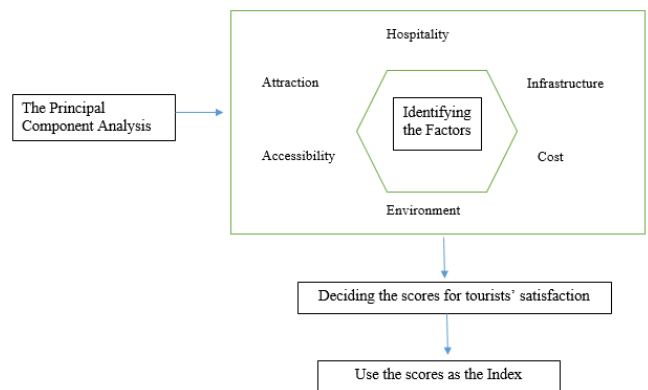 Hospitality
Attraction
Infrastructure
The Principal
Component Analysis
Identifying
the Factors
Accessibility
Cost
Environment
Deciding the scores for tourists’ satisfaction
Use the scores as the Index